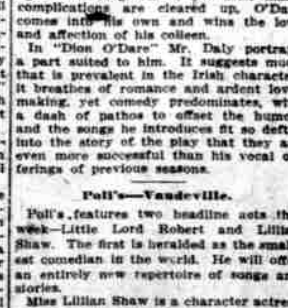 complications are cleared up, O'Da
comes into his own and wins the lo
and affection of his colleen.
In "Dion O'Dare" Mr. Daly portray
a part suited to him. It suggests muc
that is prevalent in the Irish characte
it breathes of romance and ardent lov
making, yet comedy predominates, wh
a dash of pathos to offset the humo
and the songs he introduces fit so deft
into the story of the play that they a
even more successful than his vocal o
ferings of previous seasons.
Poli's—Vaudeville.
Poli's features two headline acts th
week—Little Lord Robert and Lilli
Shaw. The first is heralded as the smal
est comedian in the world. He will off
an entirely new repertoire of songs an
stories.
Miss Lillian Shaw is a character actre